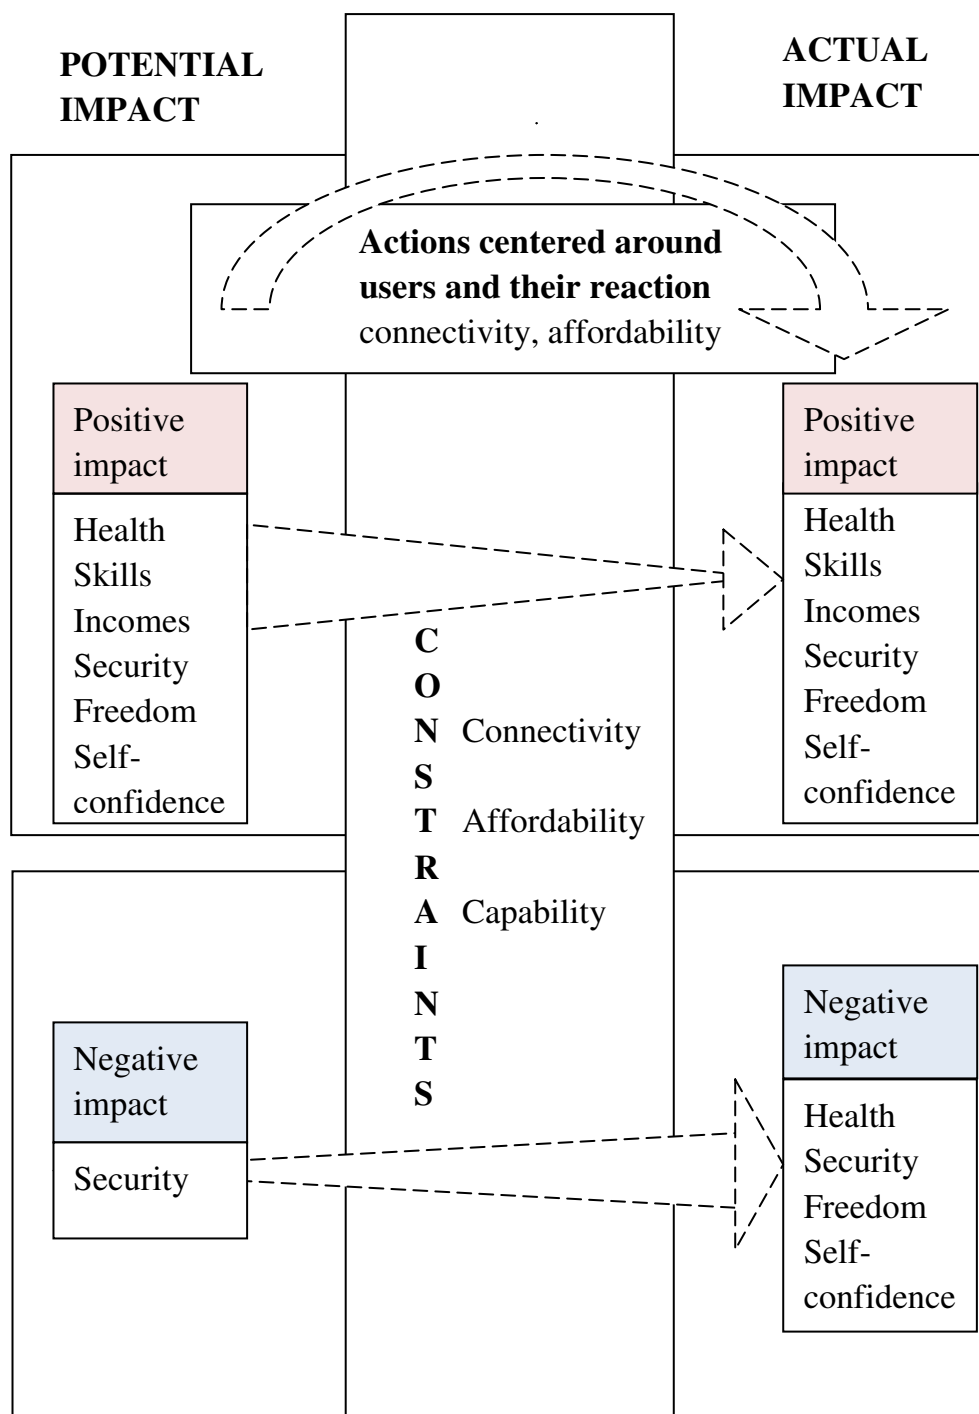 POTENTIAL
IMPACT
ACTUAL
IMPACT
.
Actions centered around
users and their reaction
connectivity, affordability
Positive
impact
Health
Skills
Incomes
Security
Freedom
Self-
confidence
C
O
N
S
T
R
A
I
N
T
S
Connectivity
Affordability
Capability
Positive
impact
Health
Skills
Incomes
Security
Freedom
Self-
confidence
Negative
impact
Security
Negative
impact
Health
Security
Freedom
Self-
confidence